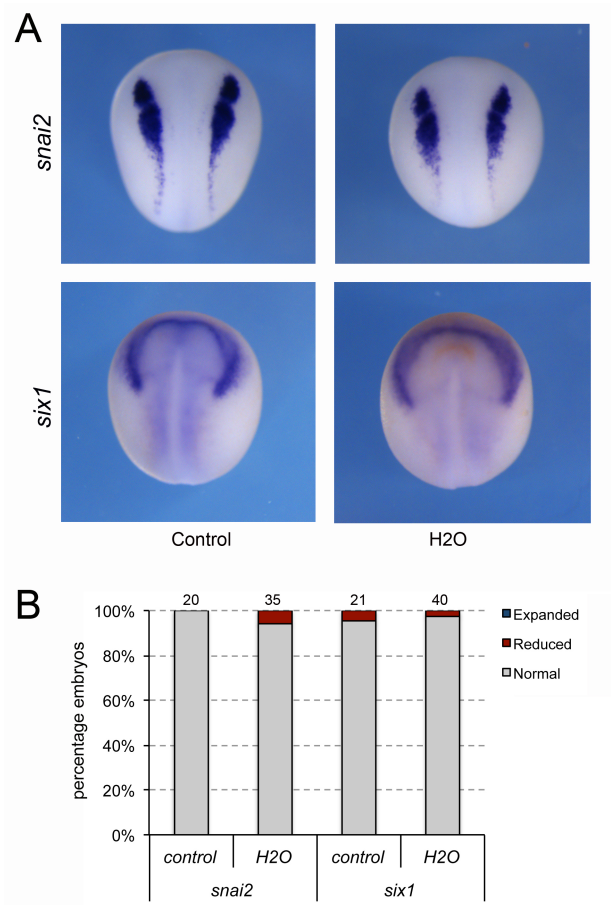 A
snai2
six1
Control H2O
B
20 35 21 40
100%
80%
60%
40%
20%
0%
percentage embryos
Expanded
Reduced
Normal
control H2O control H2O
snai2 six1